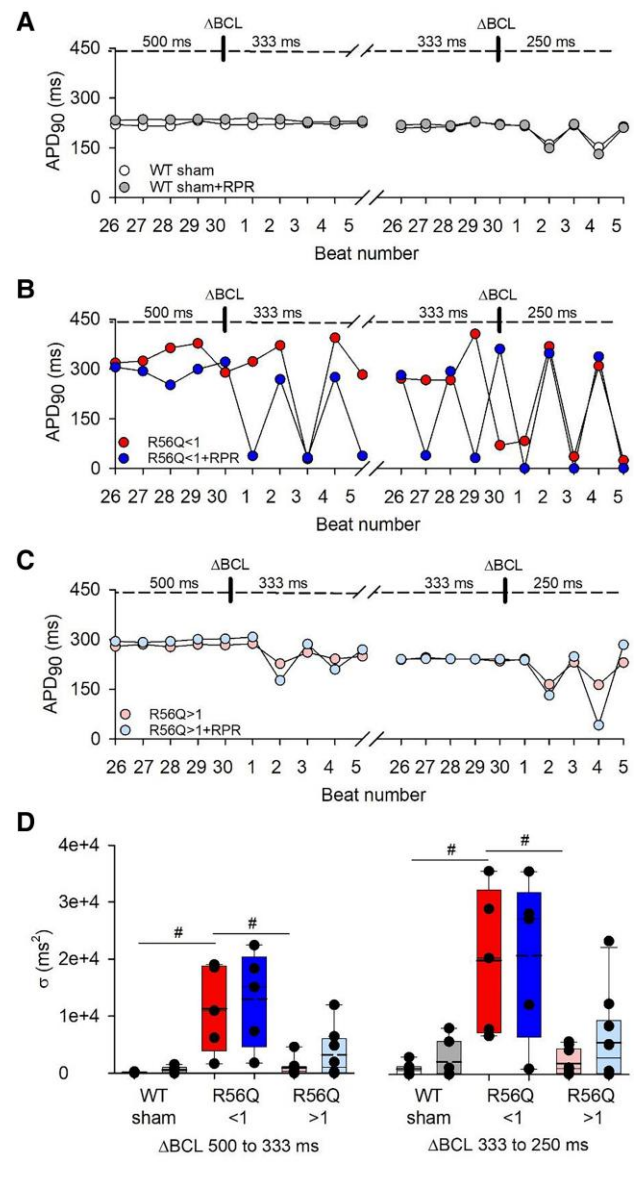 A
ΔBCL
ΔBCL
500 ms 333 ms 333 ms 250 ms
450
300
150
0
APD90 (ms)
WT sham
WT sham+RPR
26 27 28 29 30 1 2 3 4 5 26 27 28 29 30 1 2 3 4 5
Beat number
B
ΔBCL
ΔBCL
500 ms 333 ms 333 ms 250 ms
450
300
150
0
APD90 (ms)
R56Q<1
R56Q<1+RPR
26 27 28 29 30 1 2 3 4 5 26 27 28 29 30 1 2 3 4 5
Beat number
C
ΔBCL
ΔBCL
500 ms 333 ms 333 ms 250 ms
450
300
150
0
APD90 (ms)
R56Q>1
R56Q>1+RPR
26 27 28 29 30 1 2 3 4 5 26 27 28 29 30 1 2 3 4 5
Beat number
D
4e+4
3e+4
2e+4
1e+4
0
σ (ms²)
# # # #
WT R56Q R56Q WT R56Q R56Q
sham <1 >1 sham <1 >1
ΔBCL 500 to 333 ms ΔBCL 333 to 250 ms